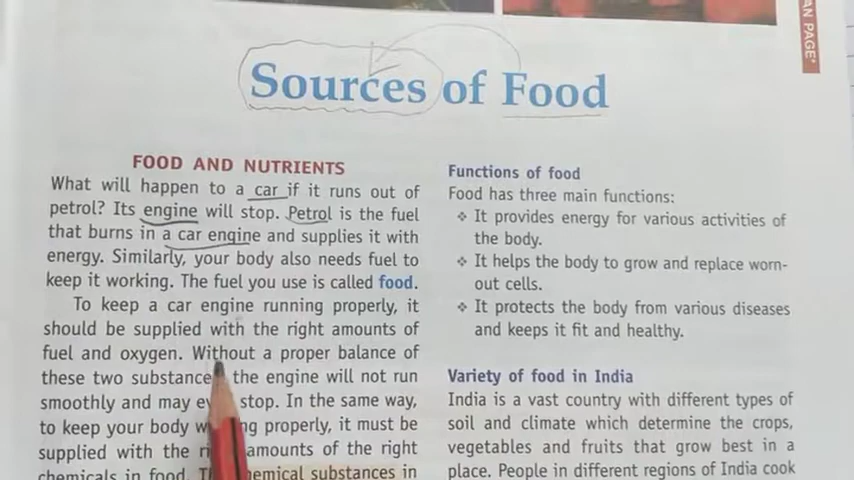 AN PAGE*
Sources of Food
FOOD AND NUTRIENTS
What will happen to a car if it runs out of
petrol? Its engine will stop. Petrol is the fuel
that burns in a car engine and supplies it with
energy. Similarly, your body also needs fuel to
keep it working. The fuel you use is called food.
To keep a car engine running properly, it
should be supplied with the right amounts of
fuel and oxygen. Without a proper balance of
these two substance the engine will not run
smoothly and may stop. In the same way,
to keep your body properly, it must be
supplied with the amounts of the right
chemicals in food. chemical substances in
Functions of food
Food has three main functions:
❖ It provides energy for various activities of
the body.
❖ It helps the body to grow and replace worn-
out cells.
❖ It protects the body from various diseases
and keeps it fit and healthy.
Variety of food in India
India is a vast country with different types of
soil and climate which determine the crops,
vegetables and fruits that grow best in a
place. People in different regions of India cook